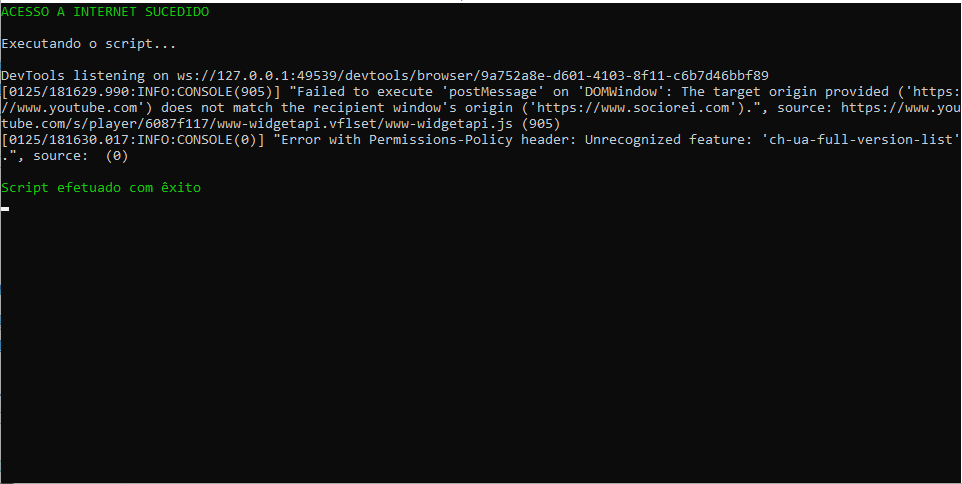 ACESSO A INTERNET SUCEDIDO
Executando o script...
DevTools listening on ws://127.0.0.1:49539/devtools/browser/9a752a8e-d601-4103-8f11-c6b7d46bbf89
[0125/181629.990:INFO:CONSOLE(905)] "Failed to execute 'postMessage' on 'DOMWindow': The target origin provided ('https:
//www.youtube.com') does not match the recipient window's origin ('https://www.sociorei.com').", source: https://www.you
tube.com/s/player/6087f117/www-widgetapi.vflset/www-widgetapi.js (905)
[0125/181630.017:INFO:CONSOLE(0)] "Error with Permissions-Policy header: Unrecognized feature: 'ch-ua-full-version-list'
.", source:  (0)
Script efetuado com êxito